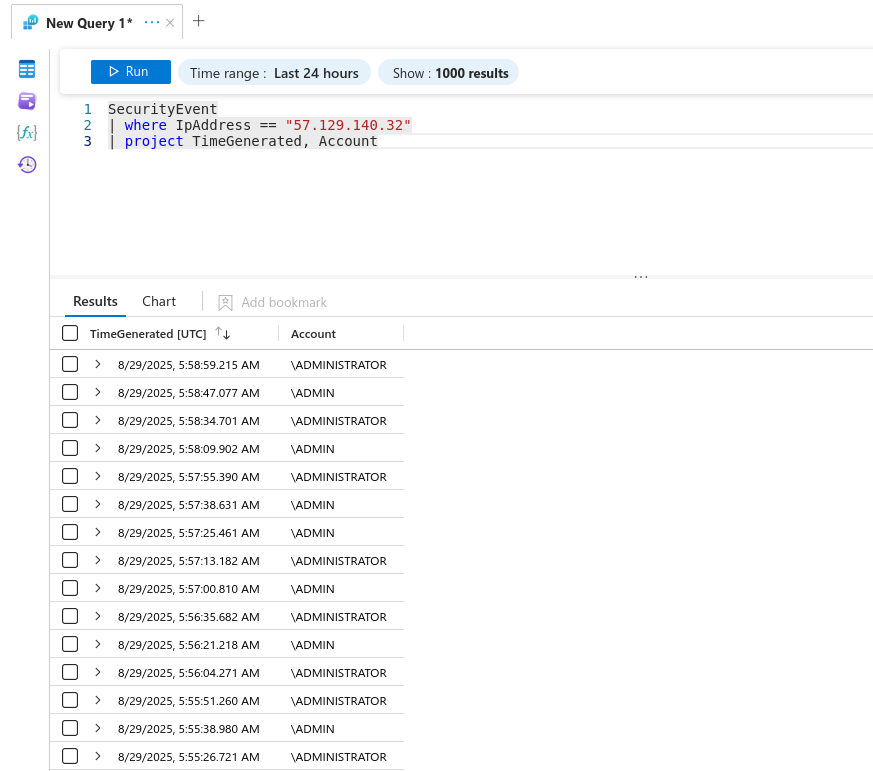 New Query 1* ··· × +
Run Time range : Last 24 hours Show : 1000 results
1 SecurityEvent
2 | where IpAddress == "57.129.140.32"
3 | project TimeGenerated, Account
{fx}
...
Results Chart Add bookmark
TimeGenerated [UTC] ↑↓ Account
8/29/2025, 5:58:59.215 AM \ADMINISTRATOR
8/29/2025, 5:58:47.077 AM \ADMIN
8/29/2025, 5:58:34.701 AM \ADMINISTRATOR
8/29/2025, 5:58:09.902 AM \ADMIN
8/29/2025, 5:57:55.390 AM \ADMINISTRATOR
8/29/2025, 5:57:38.631 AM \ADMIN
8/29/2025, 5:57:25.461 AM \ADMIN
8/29/2025, 5:57:13.182 AM \ADMINISTRATOR
8/29/2025, 5:57:00.810 AM \ADMIN
8/29/2025, 5:56:35.682 AM \ADMINISTRATOR
8/29/2025, 5:56:21.218 AM \ADMIN
8/29/2025, 5:56:04.271 AM \ADMINISTRATOR
8/29/2025, 5:55:51.260 AM \ADMINISTRATOR
8/29/2025, 5:55:38.980 AM \ADMIN
8/29/2025, 5:55:26.721 AM \ADMINISTRATOR